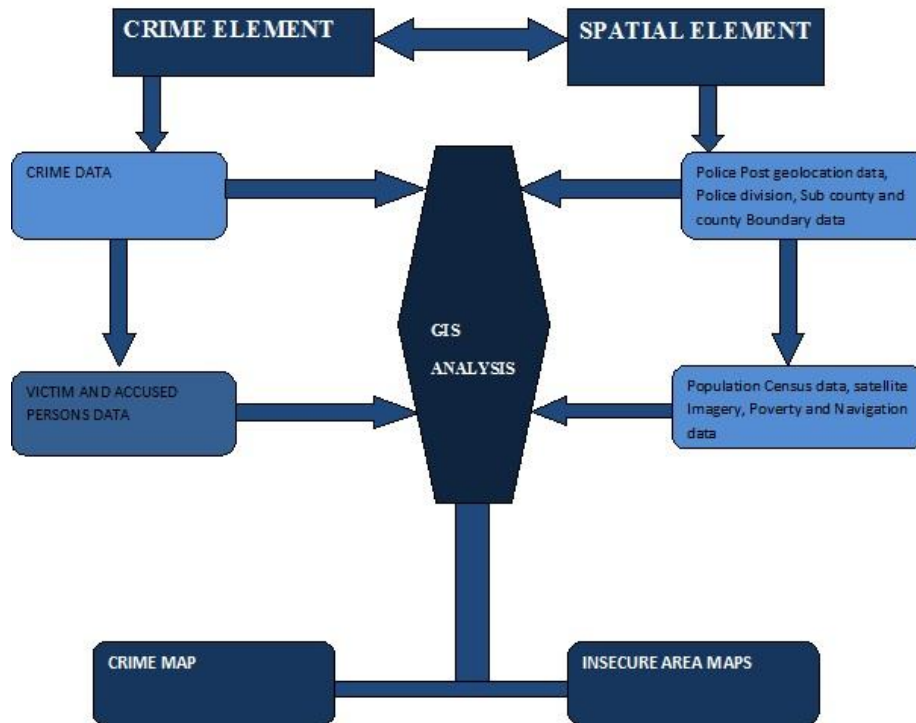 CRIME ELEMENT
SPATIAL ELEMENT
CRIME DATA
Police Post geolocation data,
Police division, Sub county and
county Boundary data
GIS
ANALYSIS
VICTIM AND ACCUSED
PERSONS DATA
Population Census data, satellite
Imagery, Poverty and Navigation
data
CRIME MAP
INSECURE AREA MAPS